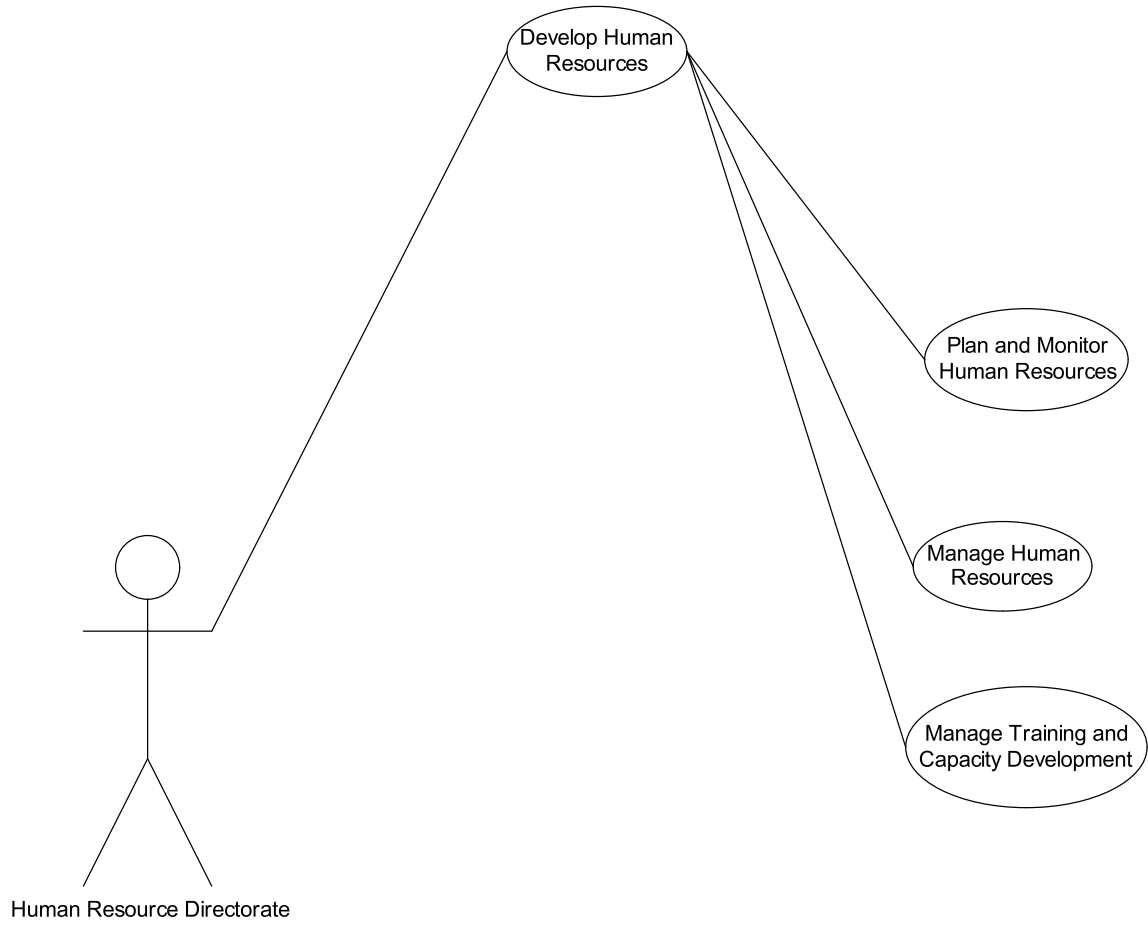 Develop Human
Resources
Plan and Monitor
Human Resources
Manage Human
Resources
Manage Training and
Capacity Development
Human Resource Directorate